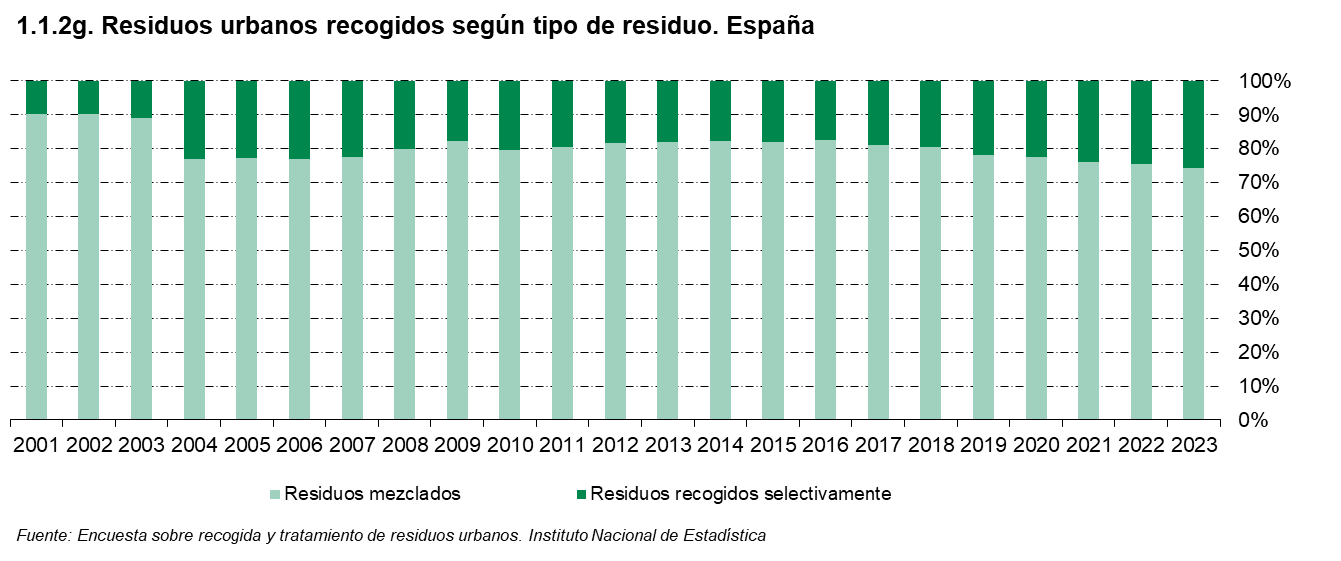 1.1.2g. Residuos urbanos recogidos según tipo de residuo. España
100%
90%
80%
70%
60%
50%
40%
30%
20%
10%
0%
2001 2002 2003 2004 2005 2006 2007 2008 2009 2010 2011 2012 2013 2014 2015 2016 2017 2018 2019 2020 2021 2022 2023
Residuos mezclados Residuos recogidos selectivamente
Fuente: Encuesta sobre recogida y tratamiento de residuos urbanos. Instituto Nacional de Estadística